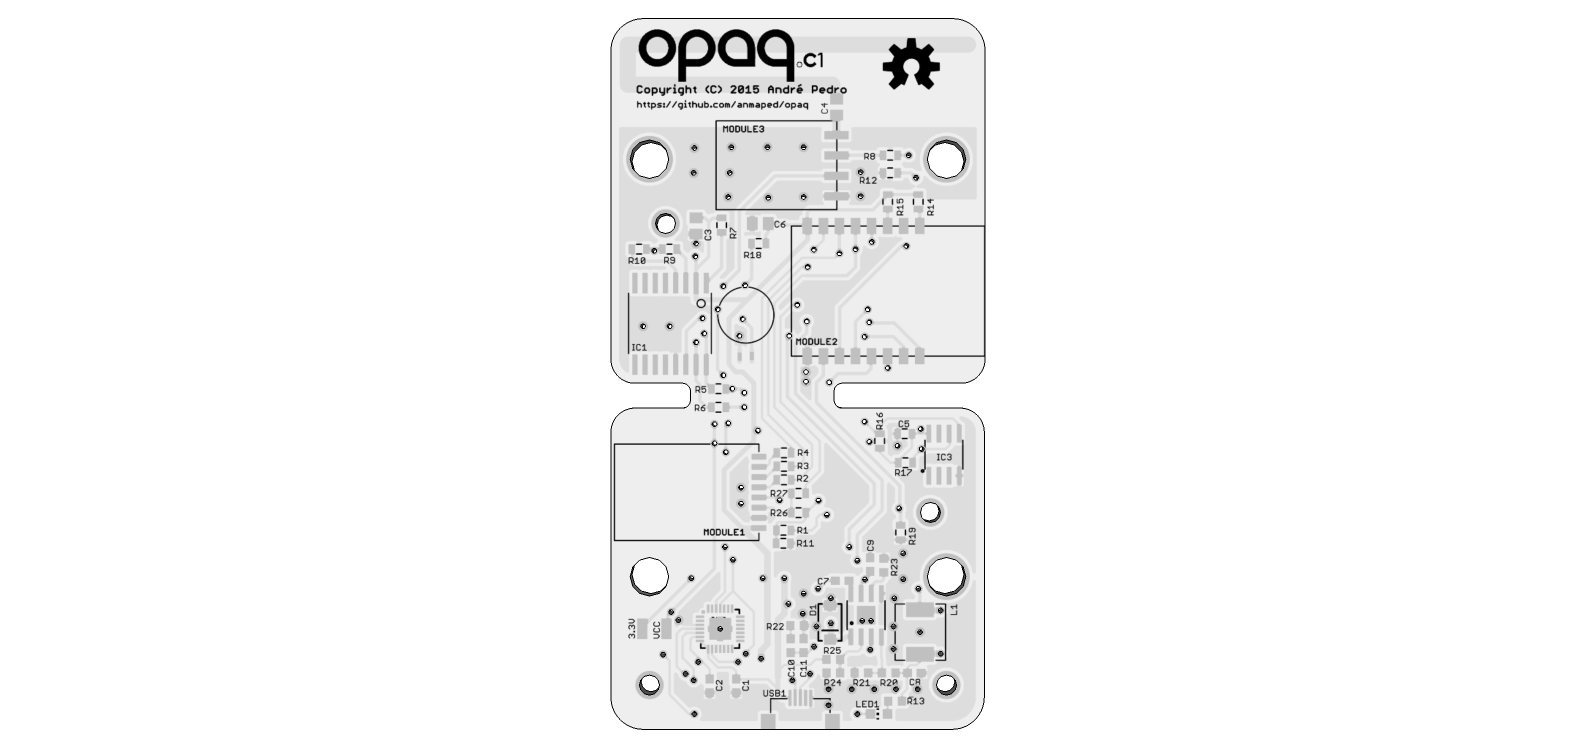 opaq.c1
Copyright (C) 2015 André Pedro
https://github.com/anmaped/opaq
C4
MODULE3
R8
R12
R15
R14
C3
R7
C6
R18
R10
R9
IC1
MODULE2
R5
R6
R16
C5
IC3
R17
R4
R3
R2
R27
R26
MODULE1
R1
R11
R19
C9
R23
C7
D1
L1
3.3V
VCC
R22
R25
C10
C11
C2
C1
R24
R21
R20
C8
USB1
LED1
R13